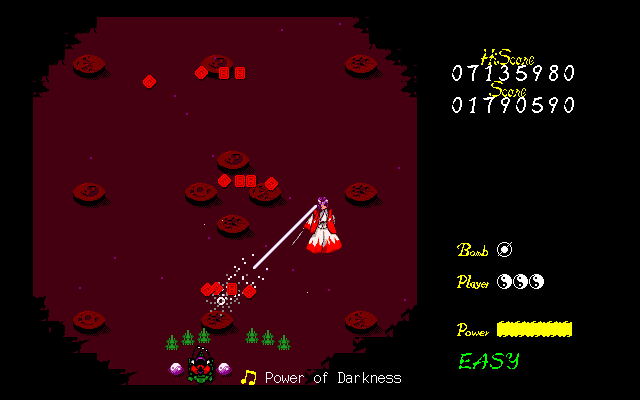 HiScore
07135980
Score
01790590
Bomb
Player
Power
EASY
♫ Power of Darkness